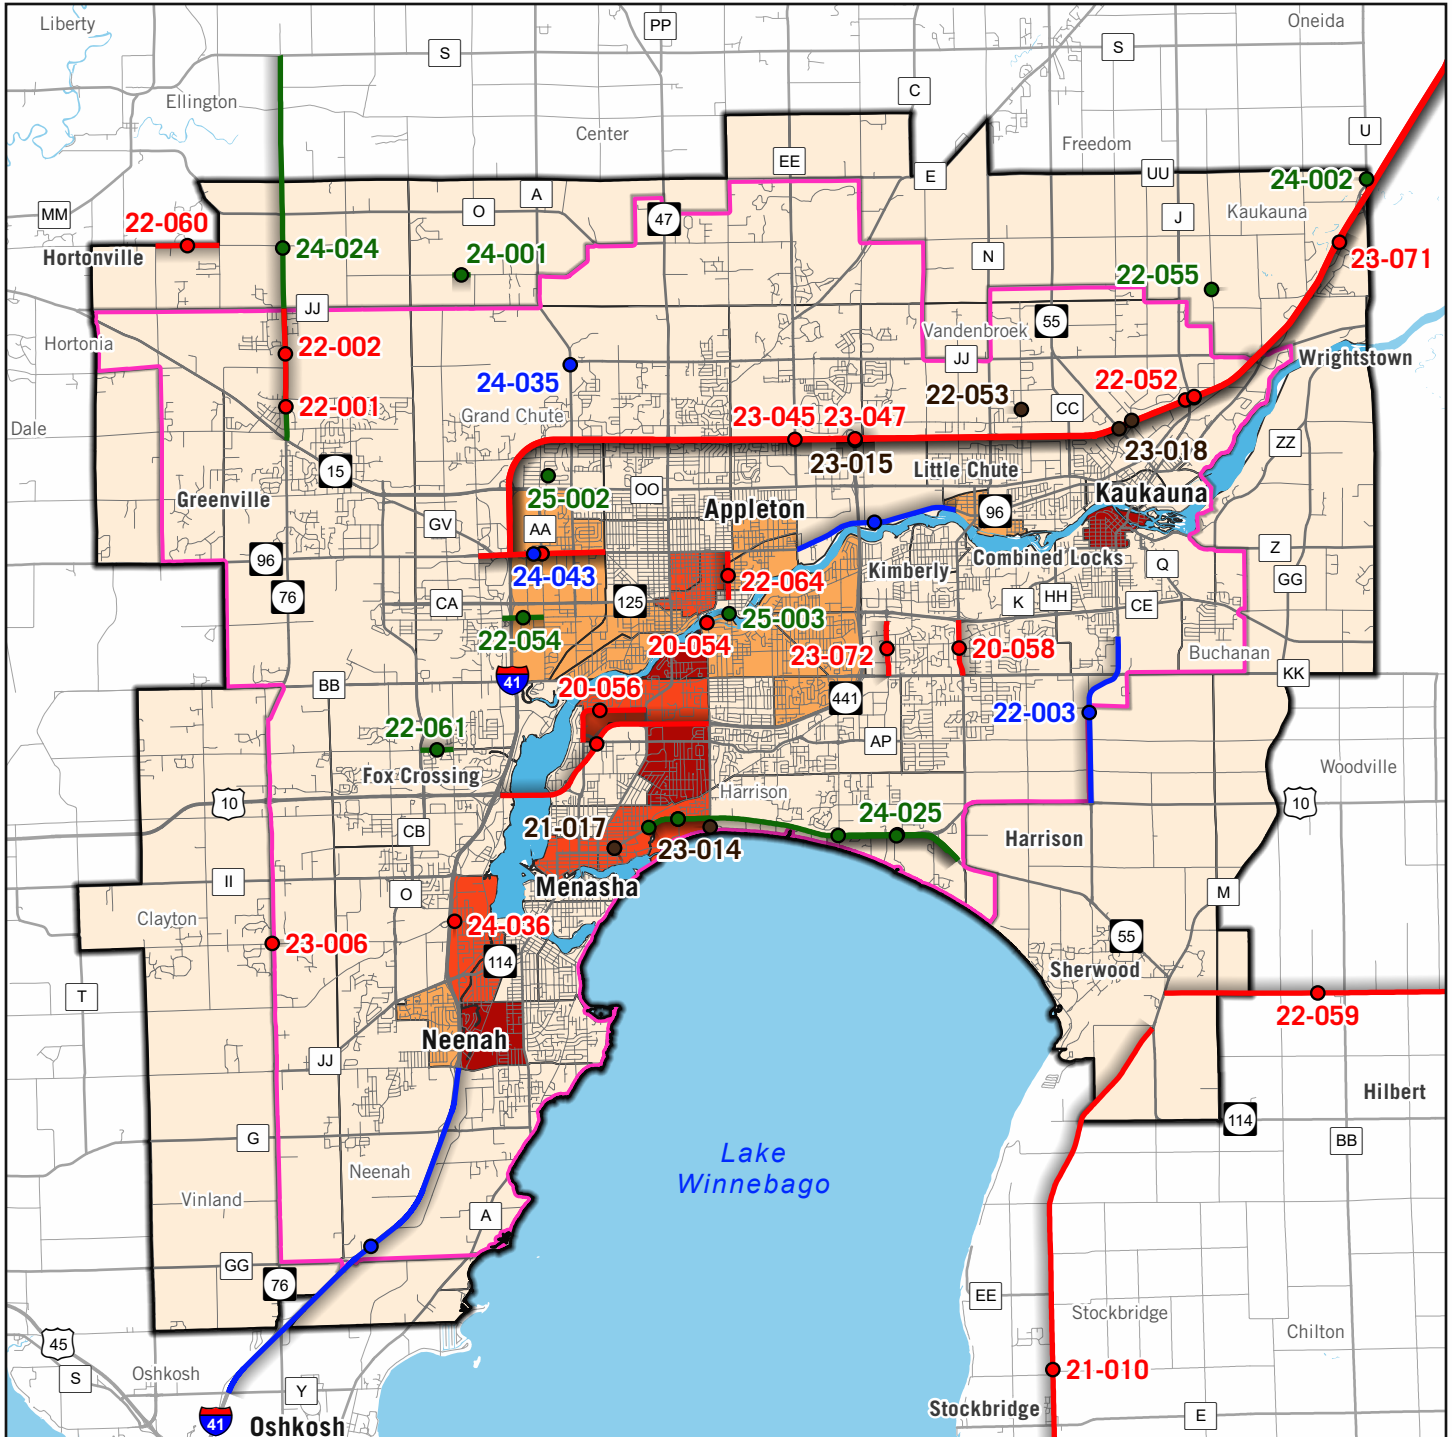 Liberty
PP
Oneida
S
S
C
Ellington
Center
Freedom
U
EE
E
UU
24-002
MM
22-060
O
A
47
J
Kaukauna
Hortonville
24-024
24-001
N
23-071
22-055
JJ
55
Hortonia
22-002
Vandenbroek
JJ
Wrightstown
24-035
22-052
22-001
Grand Chute
22-053
CC
Dale
23-045
23-047
ZZ
15
23-015
23-018
Little Chute
Greenville
25-002
OO
Appleton
Kaukauna
GV
AA
96
96
24-043
Kimberly
Combined Locks
Z
76
22-064
Q
GG
CA
125
K
HH
CE
22-054
25-003
20-054
23-072
20-058
Buchanan
41
BB
20-056
441
KK
22-061
22-003
AP
Fox Crossing
Woodville
10
Harrison
10
CB
21-017
24-025
Harrison
23-014
II
O
Menasha
M
Clayton
24-036
23-006
55
114
Sherwood
T
22-059
Neenah
JJ
Hilbert
G
114
BB
Lake
Winnebago
Neenah
Vinland
A
GG
76
EE
Stockbridge
45
Chilton
Oshkosh
21-010
S
Y
Stockbridge
E
41
Oshkosh